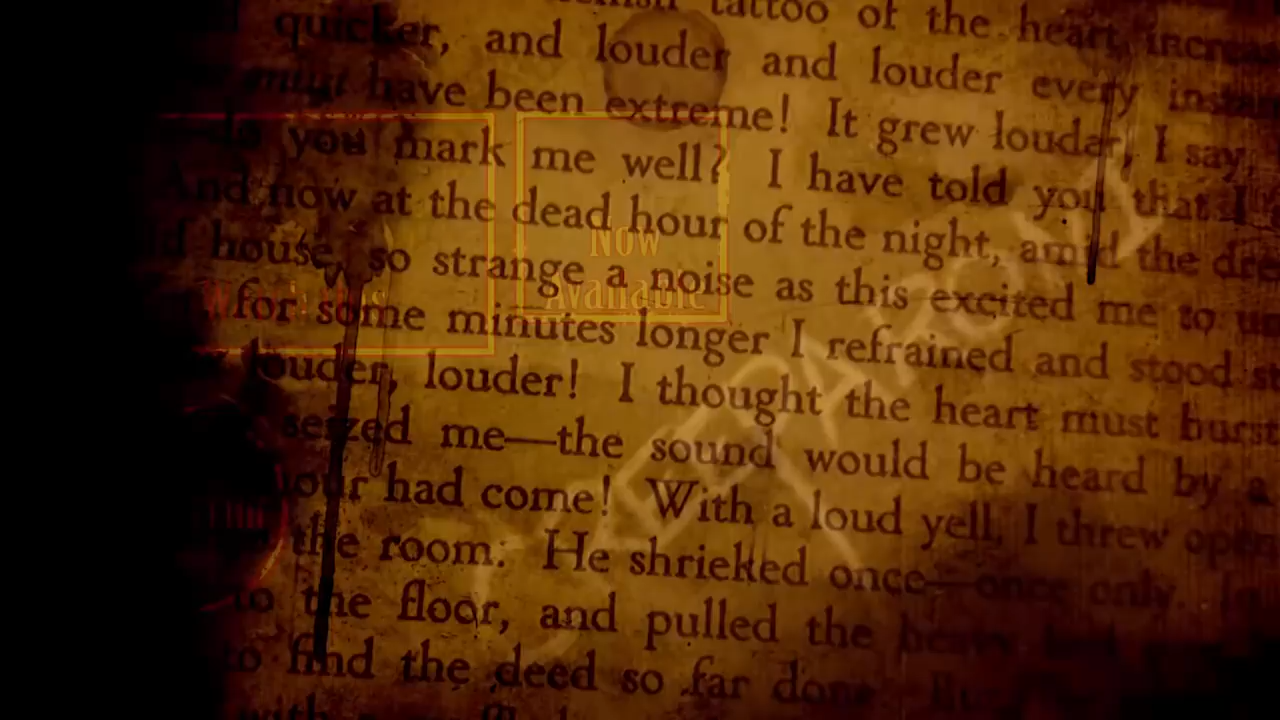 tattoo of the heart
quicker, and louder and louder every
must have been extreme! It grew louder, I say,
do you mark me well? I have told you that I
And now at the dead hour of the night, amid the
house, so strange a noise as this excited me to
for some minutes longer I refrained and stood
louder, louder! I thought the heart must burst
seized me—the sound would be heard by a
hour had come! With a loud yell, I threw open
the room. He shrieked once—once only.
to the floor, and pulled the
to find the deed so far done.
with
Now
Available